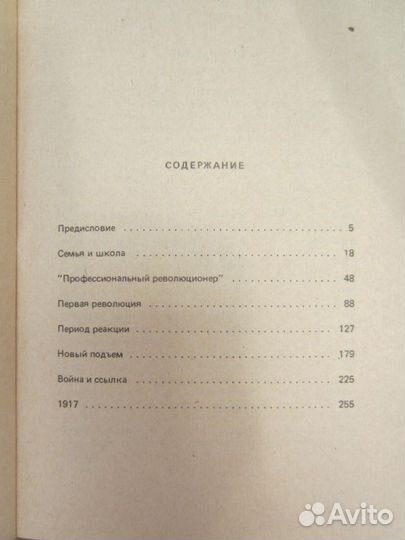 СОДЕРЖАНИЕ
Предисловие 5
Семья и школа 18
"Профессиональный революционер" 48
Первая революция 88
Период реакции 127
Новый подъем 179
Война и ссылка 225
1917 255
Avito